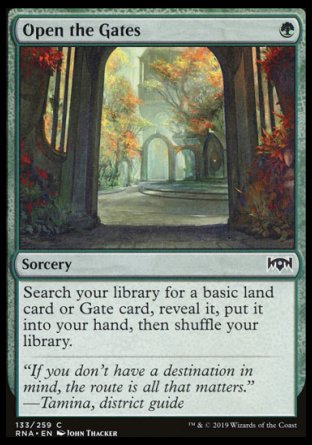 Open the Gates
Sorcery
Search your library for a basic land
card or Gate card, reveal it, put it
into your hand, then shuffle your
library.
"If you don't have a destination in
mind, the route is all that matters."
—Tamina, district guide
133/259 C
RNA • EN JOHN THACKER
™ & © 2019 Wizards of the Coast